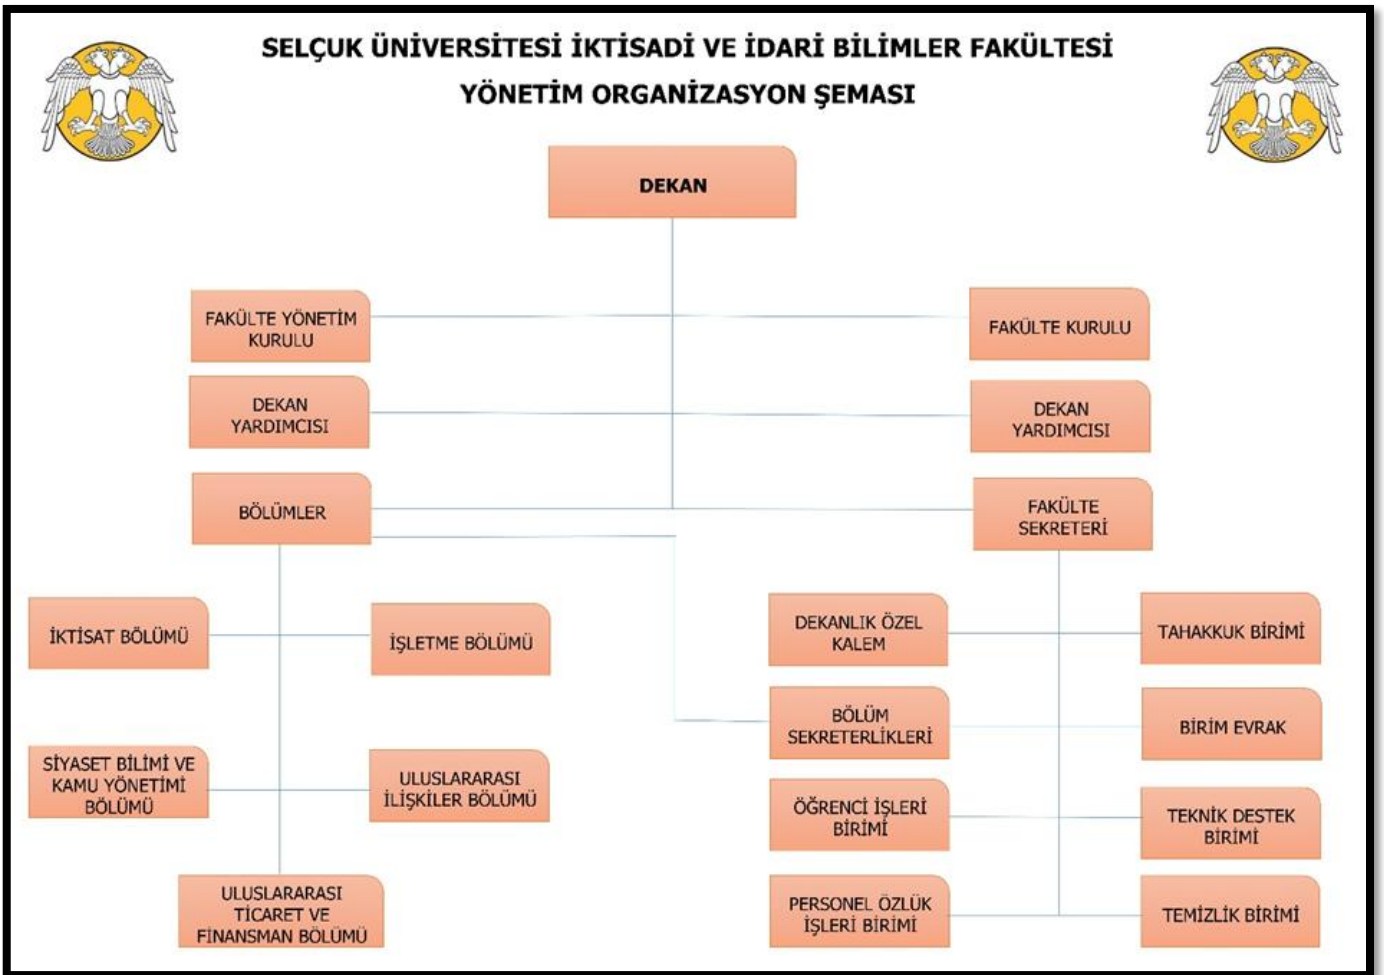 SELÇUK ÜNİVERSİTESİ İKTİSADİ VE İDARİ BİLİMLER FAKÜLTESİ
YÖNETİM ORGANİZASYON ŞEMASI
DEKAN
FAKÜLTE YÖNETİM
KURULU
FAKÜLTE KURULU
DEKAN
YARDIMCISI
DEKAN
YARDIMCISI
BÖLÜMLER
FAKÜLTE
SEKRETERİ
İKTİSAT BÖLÜMÜ
İŞLETME BÖLÜMÜ
SİYASET BİLİMİ VE
KAMU YÖNETİMİ
BÖLÜMÜ
ULUSLARARASI
İLİŞKİLER BÖLÜMÜ
ULUSLARARASI
TİCARET VE
FİNANSMAN BÖLÜMÜ
DEKANLIK ÖZEL
KALEM
TAHAKKUK BİRİMİ
BÖLÜM
SEKRETERLİKLERİ
BİRİM EVRAK
ÖĞRENCİ İŞLERİ
BİRİMİ
TEKNİK DESTEK
BİRİMİ
PERSONEL ÖZLÜK
İŞLERİ BİRİMİ
TEMİZLİK BİRİMİ